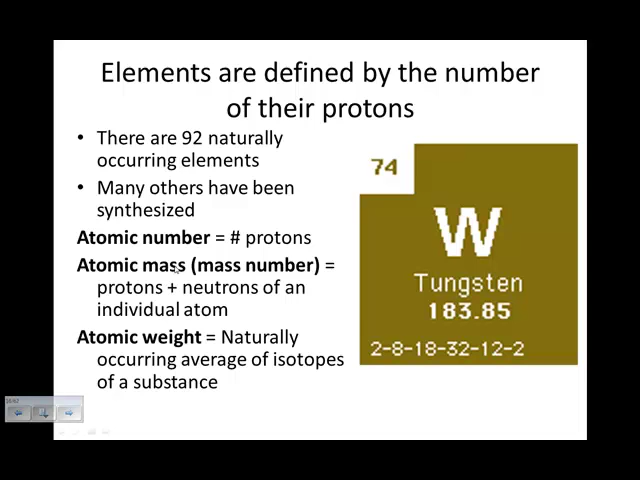 Elements are defined by the number
of their protons
• There are 92 naturally
occurring elements
• Many others have been
synthesized
Atomic number = # protons
Atomic mass (mass number) =
protons + neutrons of an
individual atom
Atomic weight = Naturally
occurring average of isotopes
of a substance
74
W
Tungsten
183.85
2-8-18-32-12-2